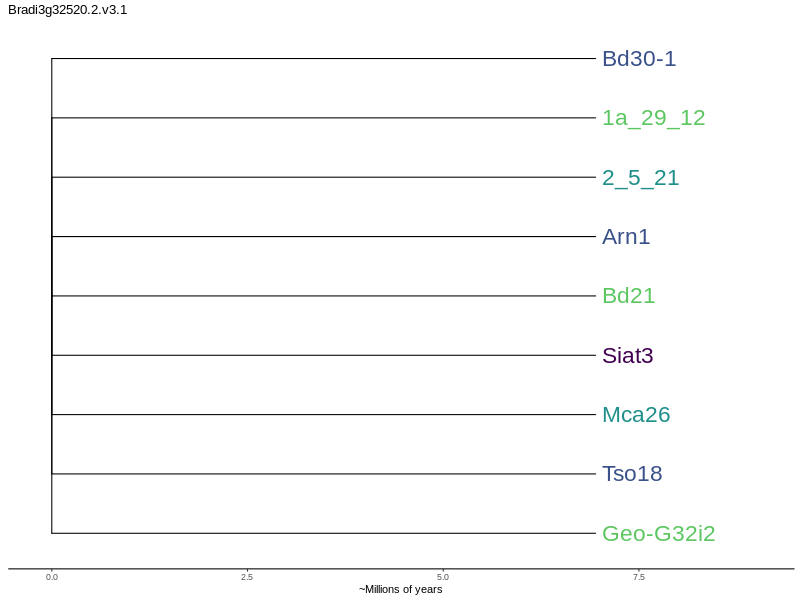 Bradi3g32520.2.v3.1
Bd30-1
1a_29_12
2_5_21
Arn1
Bd21
Siat3
Mca26
Tso18
Geo-G32i2
0.0 2.5 5.0 7.5
~Millions of years